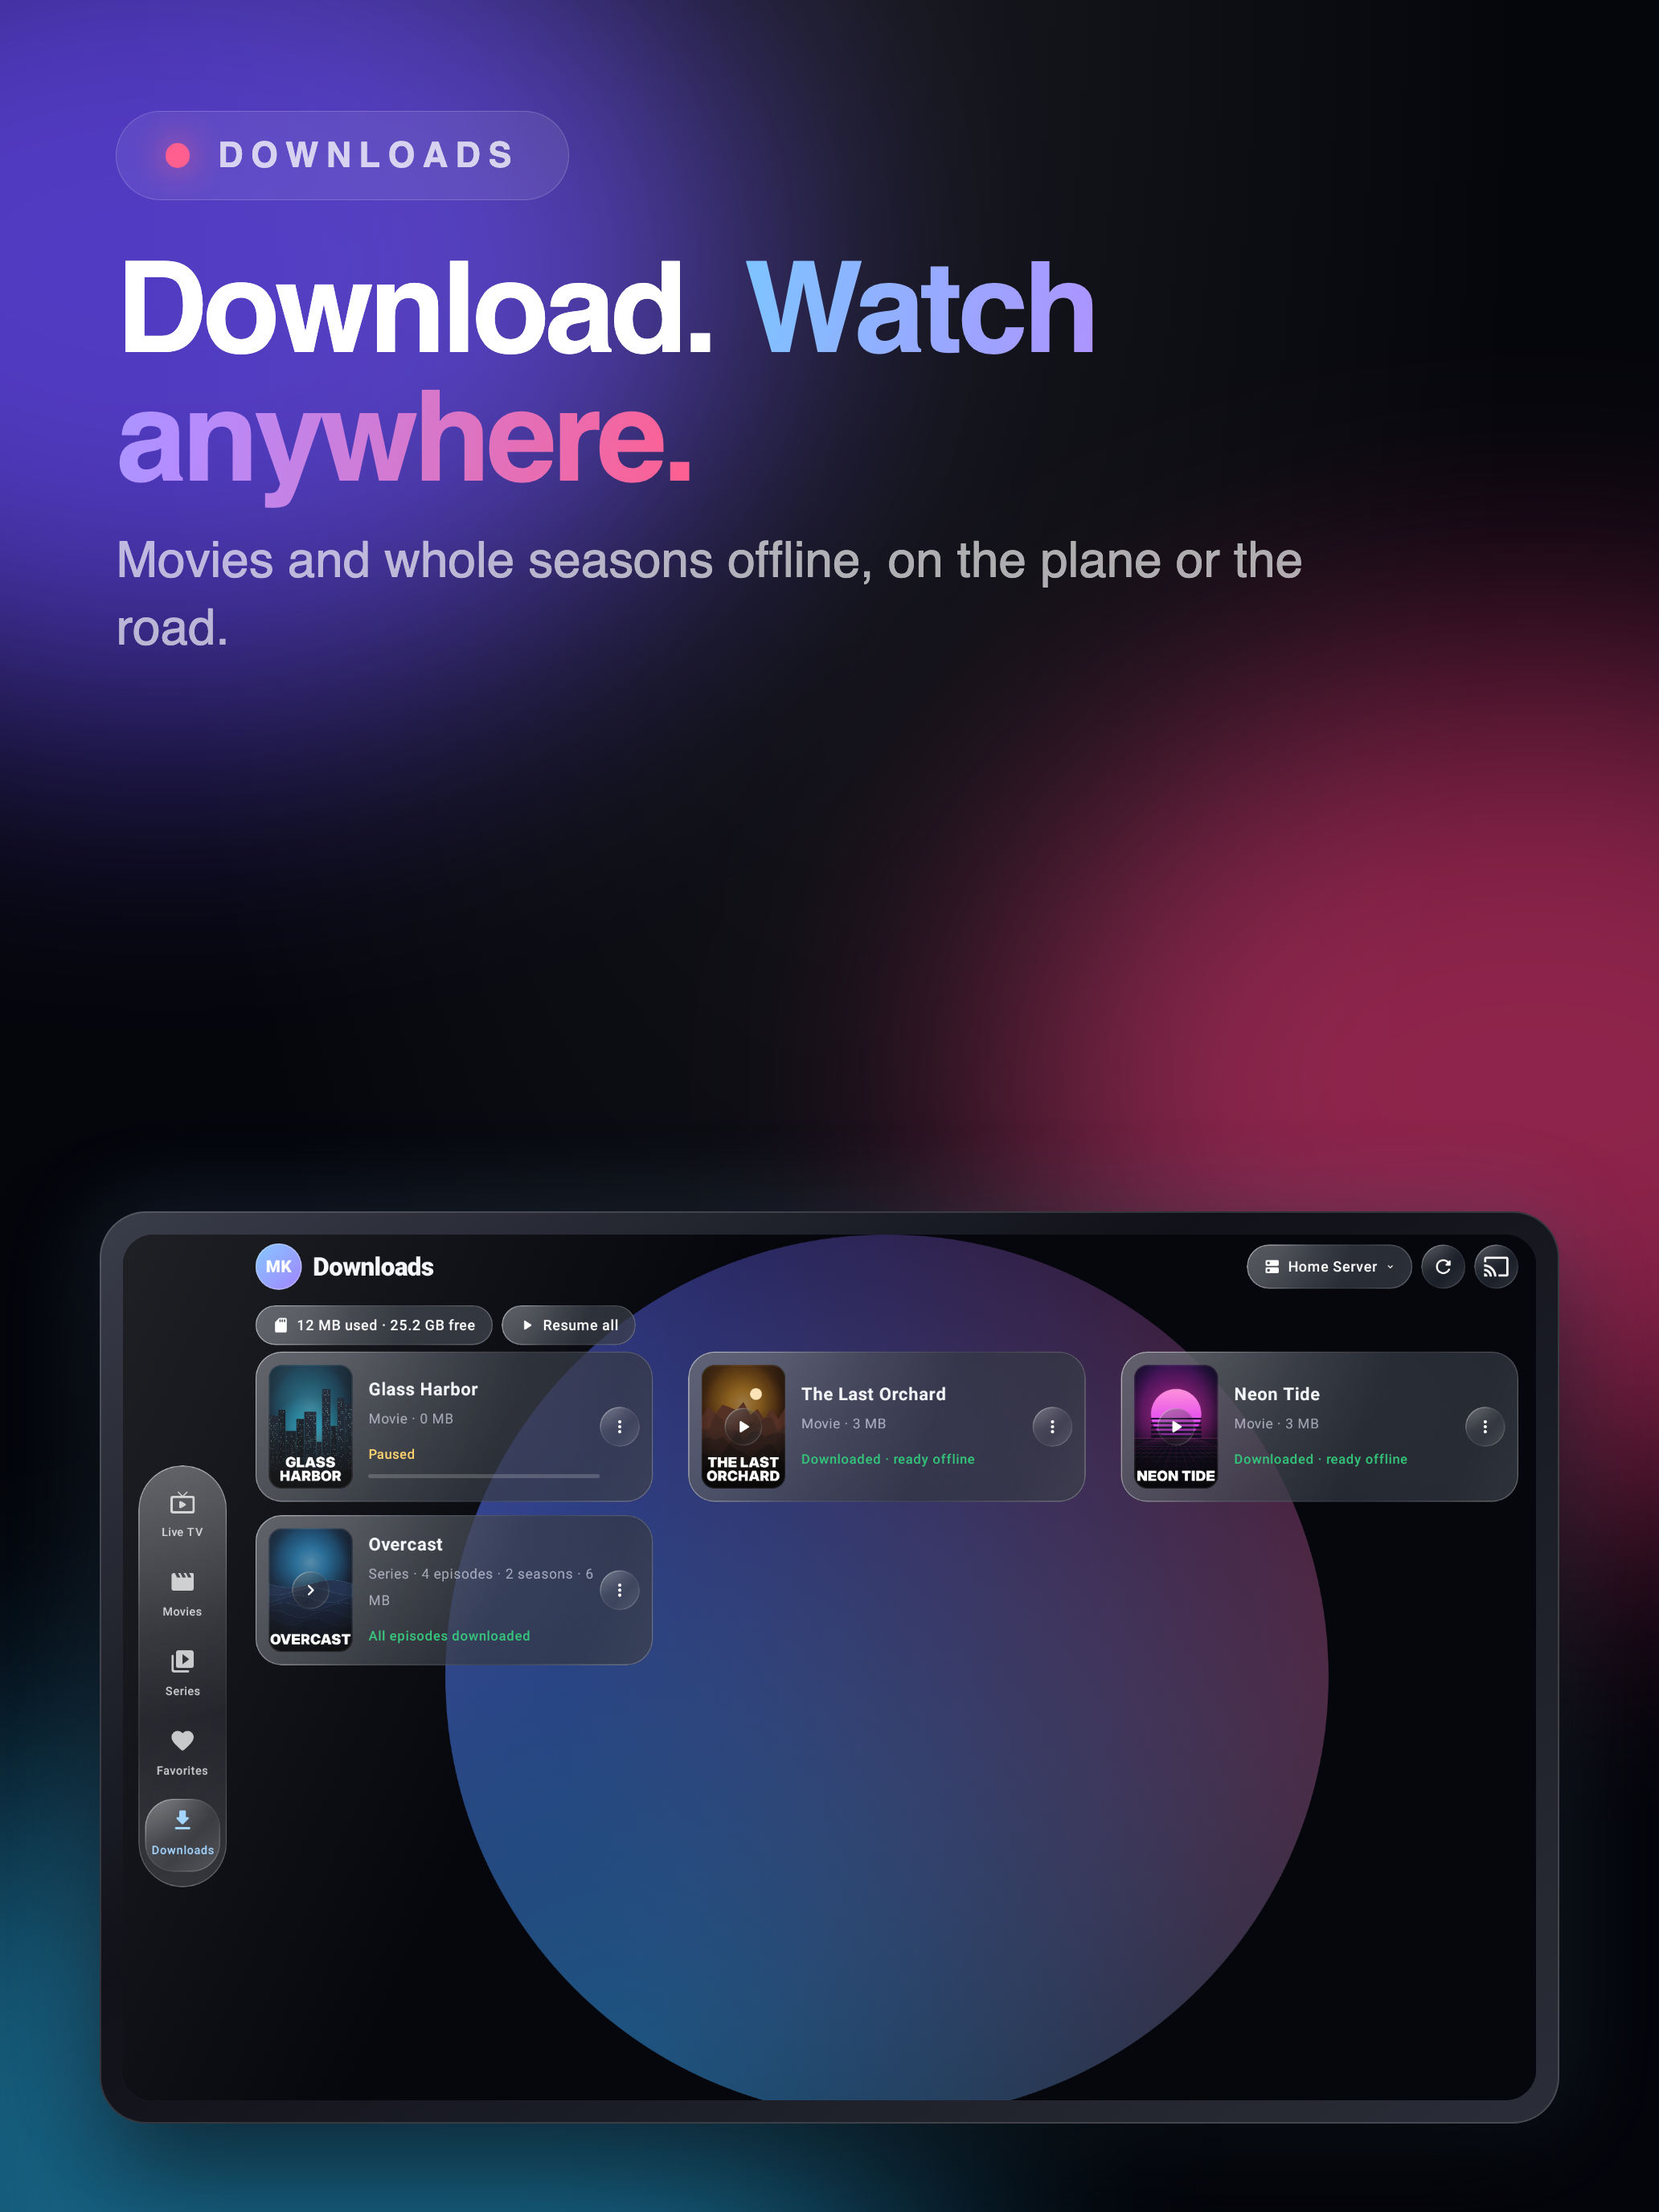 DOWNLOADS
Download. Watch
anywhere.
Movies and whole seasons offline, on the plane or the
road.
MK
Downloads
Home Server
12 MB used · 25.2 GB free
Resume all
GLASS
HARBOR
Glass Harbor
Movie · 0 MB
Paused
THE LAST
ORCHARD
The Last Orchard
Movie · 3 MB
Downloaded · ready offline
NEON TIDE
Neon Tide
Movie · 3 MB
Downloaded · ready offline
OVERCAST
Overcast
Series · 4 episodes · 2 seasons · 6
MB
All episodes downloaded
Live TV
Movies
Series
Favorites
Downloads